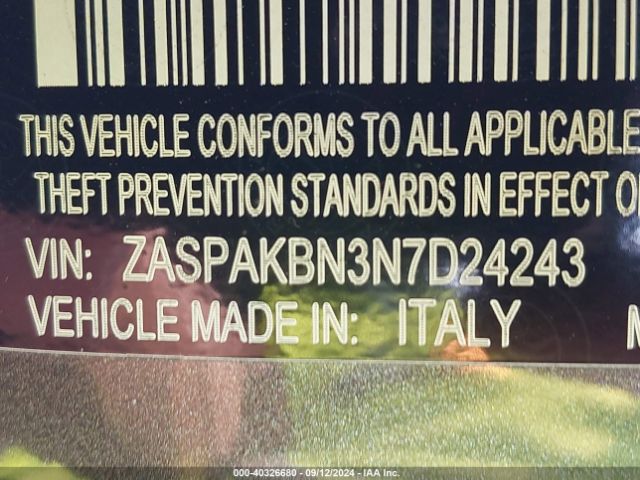 THIS VEHICLE CONFORMS TO ALL APPLICABLE
THEFT PREVENTION STANDARDS IN EFFECT
VIN: ZASPAKBN3N7D24243
VEHICLE MADE IN: ITALY
000-40326680 - 09/12/2024 - IAA Inc.